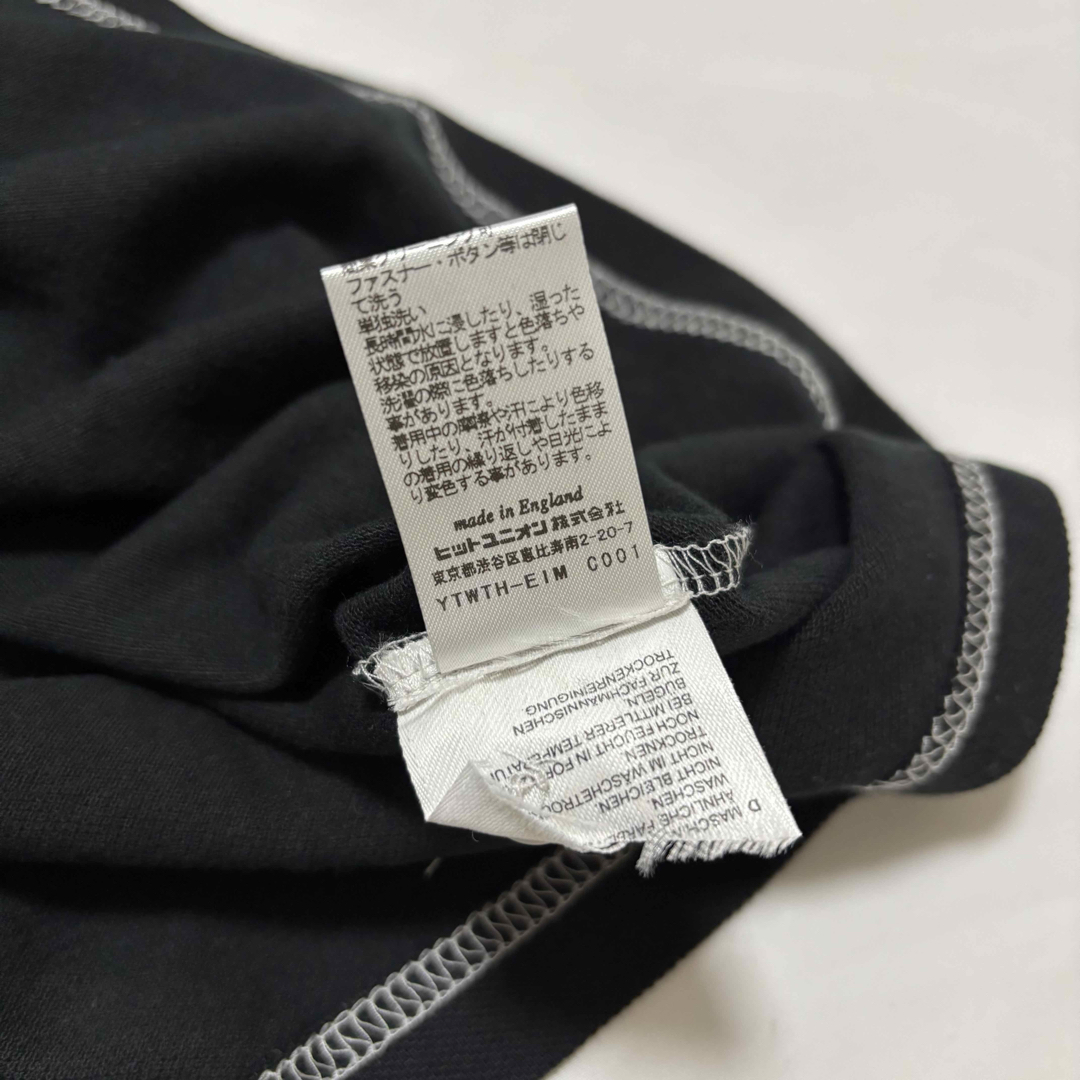 ファスナー・ボタン等は閉じ
て洗う
単独洗い
長時間水に浸したり、湿った
状態で放置しますと色落ちや
移染の原因となります。
洗濯の際に色落ちしたりする
事があります。
着用中の摩擦や汗により色移
りしたり、汗が付着したまま
の着用の繰り返しや日光によ
り変色する事があります。
made in England
ヒットユニオン株式会社
東京都渋谷区恵比寿南2-20-7
YTWTH-EIM C001
D MASCH
ÄHNLICHE FARBE
WASCHEN.
NICHT BLEICHEN.
NICHT IM WASCHETRO
TROCKNEN.
NOCH FEUCHT IN FOR
BEI MITTLERER TEMPERATU
BÜGELN.
ZUR FACHMÄNNISCHEN
TROCKENREINIGUNG.